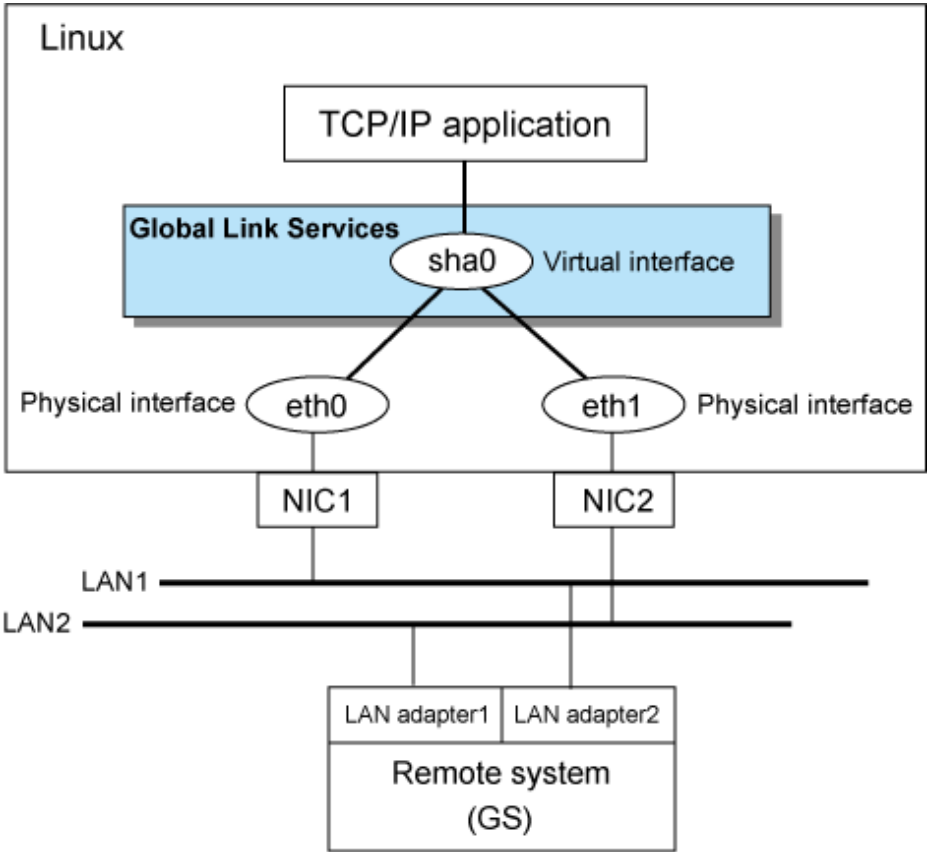 Linux
TCP/IP application
Global Link Services
sha0
Virtual interface
Physical interface
eth0
eth1
Physical interface
NIC1
NIC2
LAN1
LAN2
LAN adapter1
LAN adapter2
Remote system
(GS)